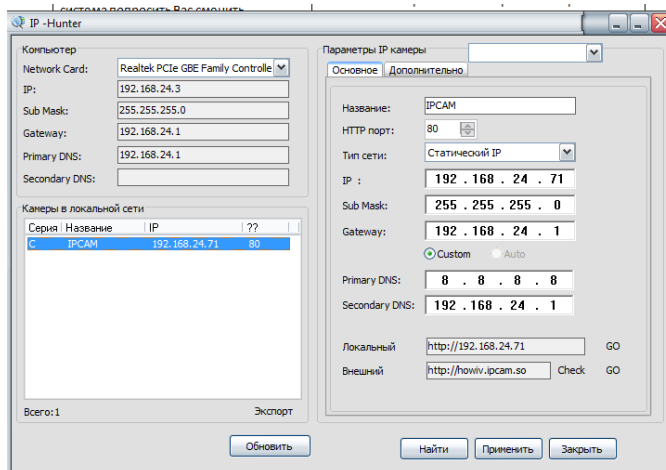 система попросить Вас сменить
IP -Hunter
Компьютер
Network Card: Realtek PCIe GBE Family Controlle
IP: 192.168.24.3
Sub Mask: 255.255.255.0
Gateway: 192.168.24.1
Primary DNS: 192.168.24.1
Secondary DNS:
Камеры в локальной сети
Серия Название IP ??
C IPCAM 192.168.24.71 80
Всего:1 Экспорт
Обновить
Параметры IP камеры
Основное Дополнительно
Название: IPCAM
HTTP порт: 80
Тип сети: Статический IP
IP : 192 . 168 . 24 . 71
Sub Mask: 255 . 255 . 255 . 0
Gateway: 192 . 168 . 24 . 1
Custom Auto
Primary DNS: 8 . 8 . 8 . 8
Secondary DNS: 192 . 168 . 24 . 1
Локальный http://192.168.24.71 GO
Внешний http://howiv.ipcam.so Check GO
Найти Применить Закрыть